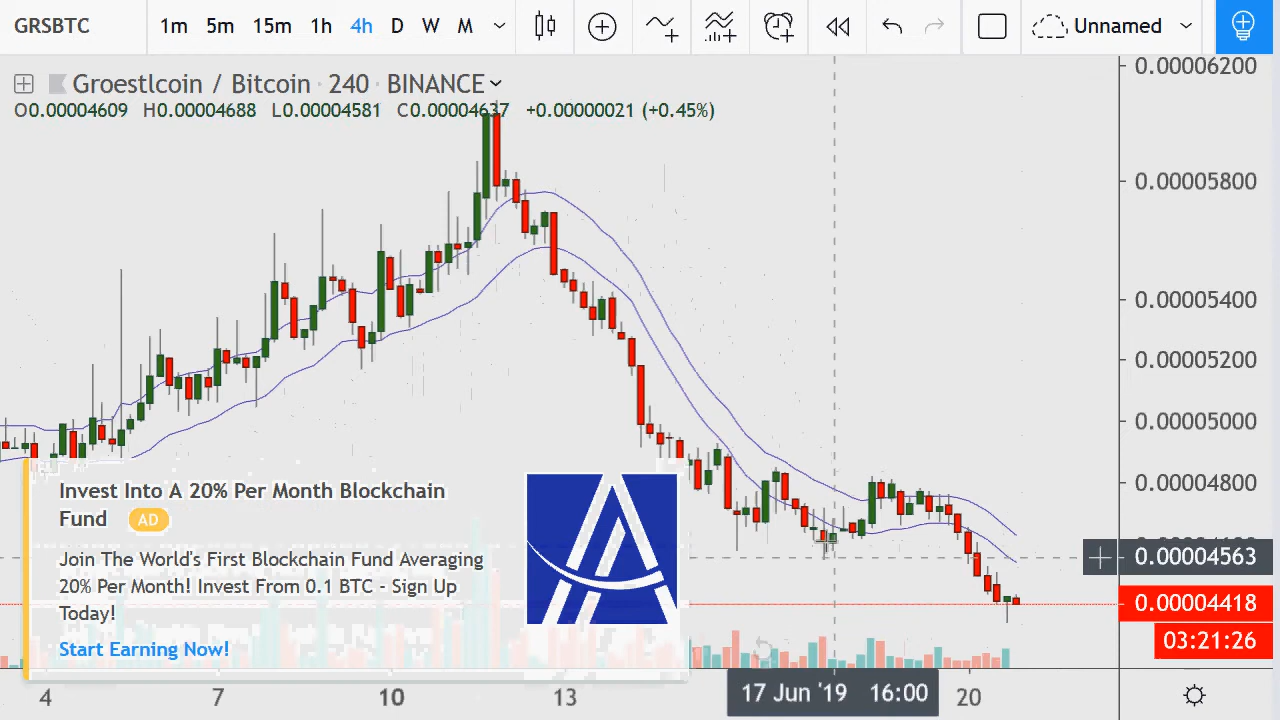 GRSBTC 1m 5m 15m 1h 4h D W M Unnamed
Groestlcoin / Bitcoin · 240 · BINANCE
O0.00004609 H0.00004688 L0.00004581 C0.00004637 +0.00000021 (+0.45%)
0.00006200
0.00005800
0.00005400
0.00005200
0.00005000
0.00004800
0.00004563
0.00004418
03:21:26
Invest Into A 20% Per Month Blockchain
Fund AD
Join The World's First Blockchain Fund Averaging
20% Per Month! Invest From 0.1 BTC - Sign Up
Today!
Start Earning Now!
4 7 10 13 17 Jun '19 16:00 20